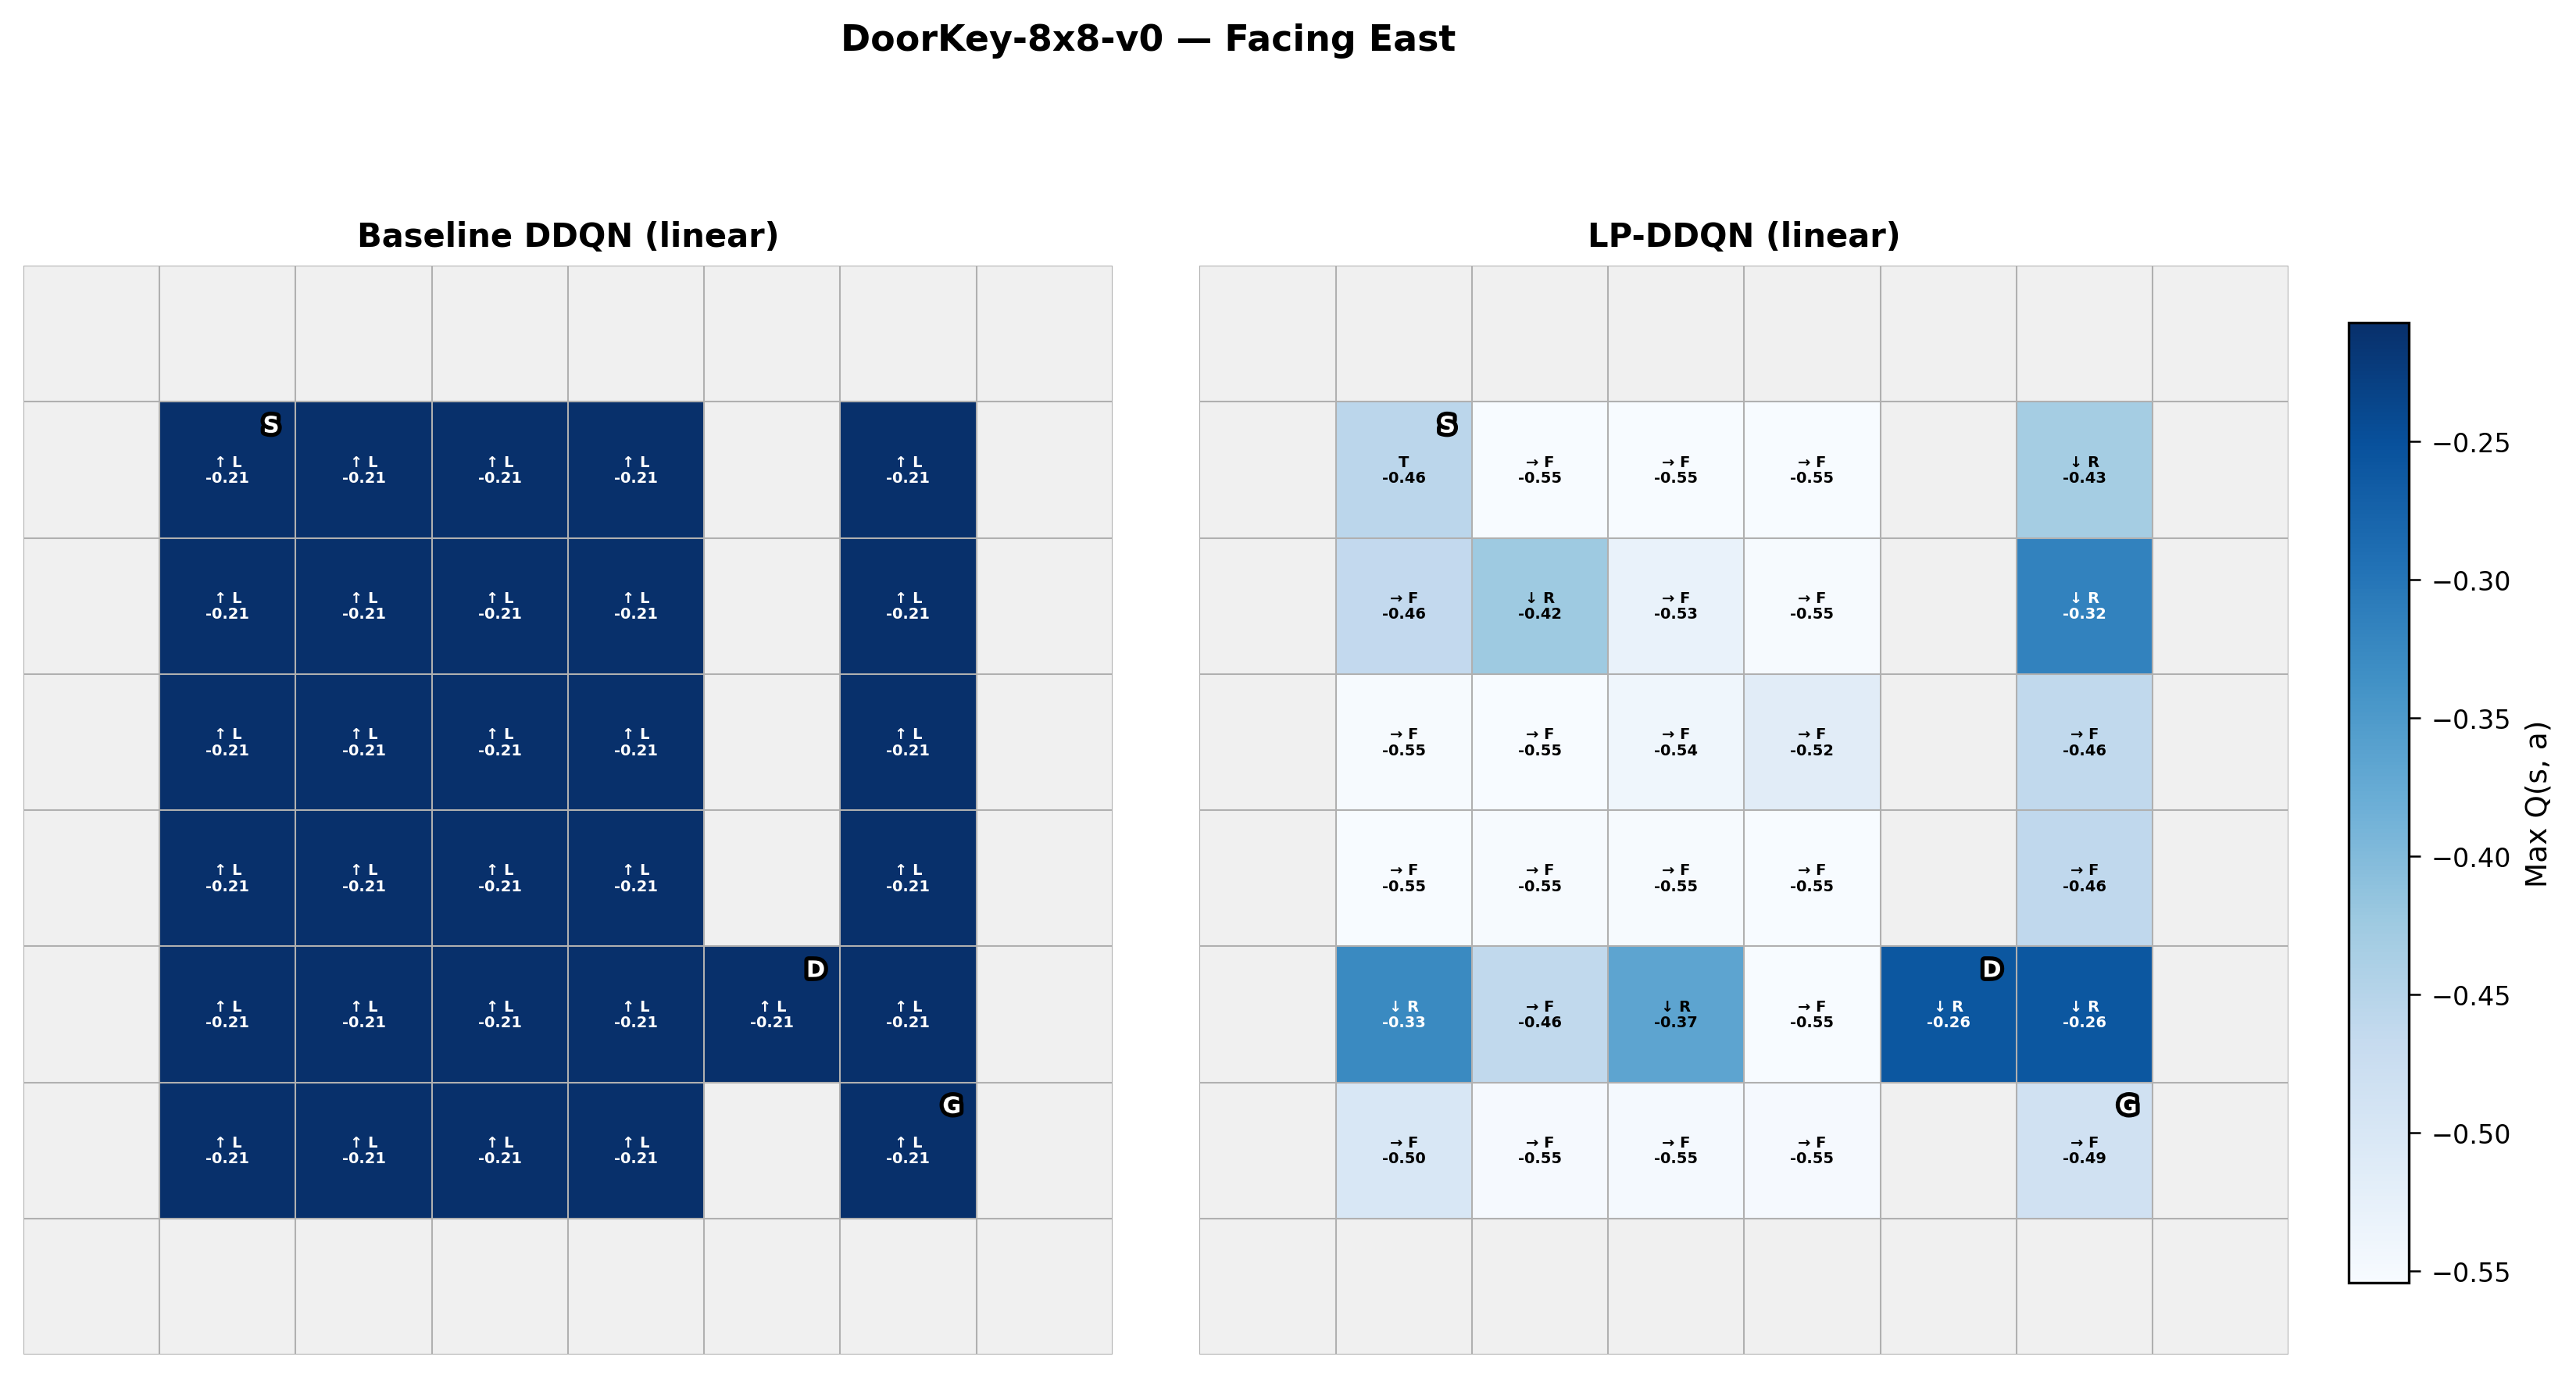 DoorKey-8x8-v0 — Facing East
Baseline DDQN (linear)
S
↑ L ↑ L ↑ L ↑ L ↑ L
-0.21 -0.21 -0.21 -0.21 -0.21
↑ L ↑ L ↑ L ↑ L ↑ L
-0.21 -0.21 -0.21 -0.21 -0.21
↑ L ↑ L ↑ L ↑ L ↑ L
-0.21 -0.21 -0.21 -0.21 -0.21
↑ L ↑ L ↑ L ↑ L ↑ L
-0.21 -0.21 -0.21 -0.21 -0.21
D
↑ L ↑ L ↑ L ↑ L ↑ L ↑ L
-0.21 -0.21 -0.21 -0.21 -0.21 -0.21
G
↑ L ↑ L ↑ L ↑ L ↑ L
-0.21 -0.21 -0.21 -0.21 -0.21
LP-DDQN (linear)
S
T → F → F → F ↓ R
-0.46 -0.55 -0.55 -0.55 -0.43
→ F ↓ R → F → F ↓ R
-0.46 -0.42 -0.53 -0.55 -0.32
→ F → F → F → F → F
-0.55 -0.55 -0.54 -0.52 -0.46
→ F → F → F → F → F
-0.55 -0.55 -0.55 -0.55 -0.46
D
↓ R → F ↓ R → F ↓ R ↓ R
-0.33 -0.46 -0.37 -0.55 -0.26 -0.26
G
→ F → F → F → F → F
-0.50 -0.55 -0.55 -0.55 -0.49
−0.25
−0.30
−0.35
−0.40
−0.45
−0.50
−0.55
Max Q(s, a)